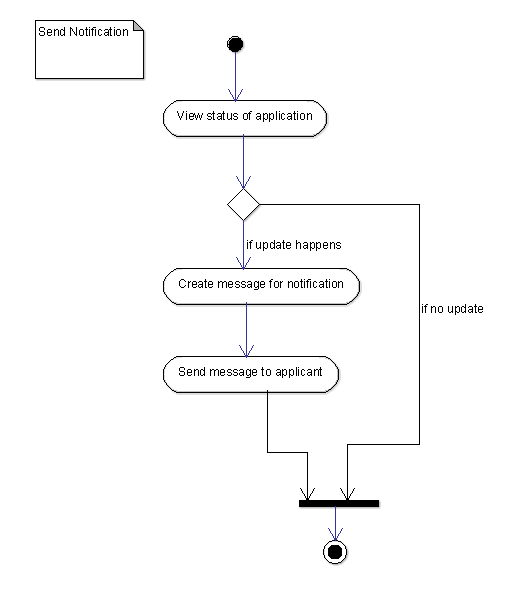 Send Notification
View status of application
if update happens
Create message for notification
if no update
Send message to applicant